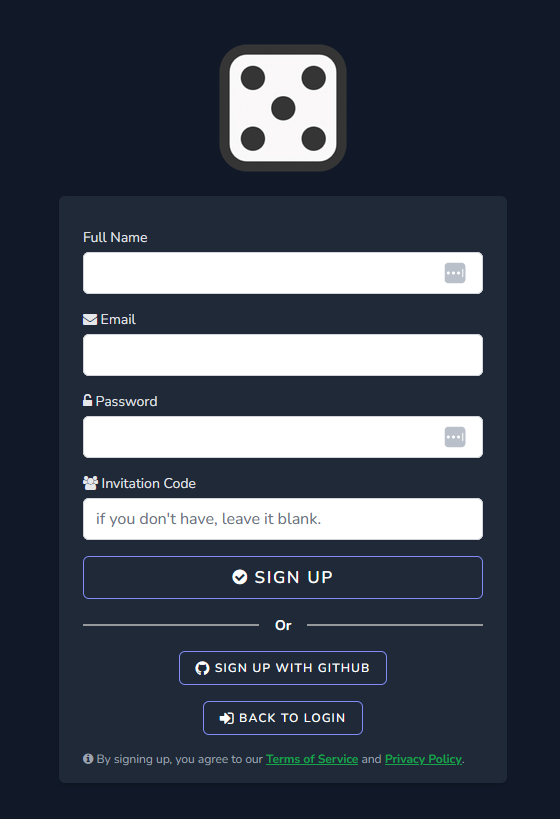 Full Name
Email
Password
Invitation Code
if you don't have, leave it blank.
SIGN UP
Or
SIGN UP WITH GITHUB
BACK TO LOGIN
By signing up, you agree to our Terms of Service and Privacy Policy.